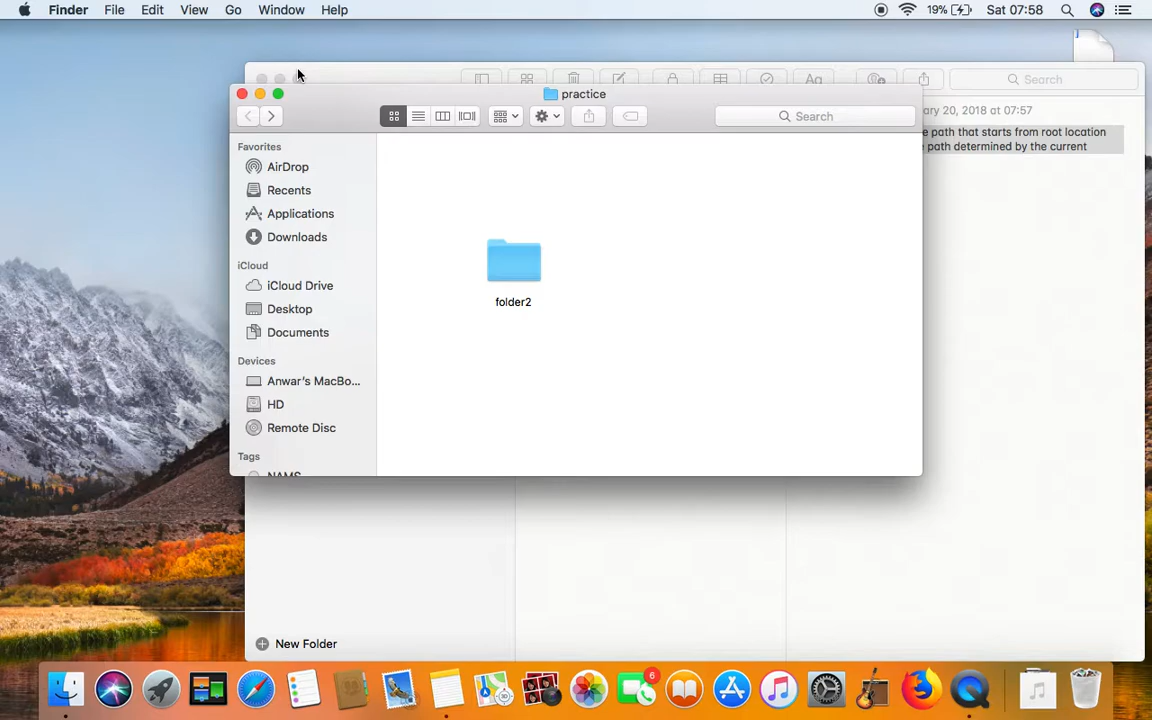 Finder File Edit View Go Window Help 19% Sat 07:58
practice
Search
Search
Aa
Favorites
AirDrop
Recents
Applications
Downloads
iCloud
iCloud Drive
Desktop
Documents
Devices
Anwar's MacBo...
HD
Remote Disc
Tags
NAMS
folder2
ary 20, 2018 at 07:57
e path that starts from root location
path determined by the current
New Folder
6